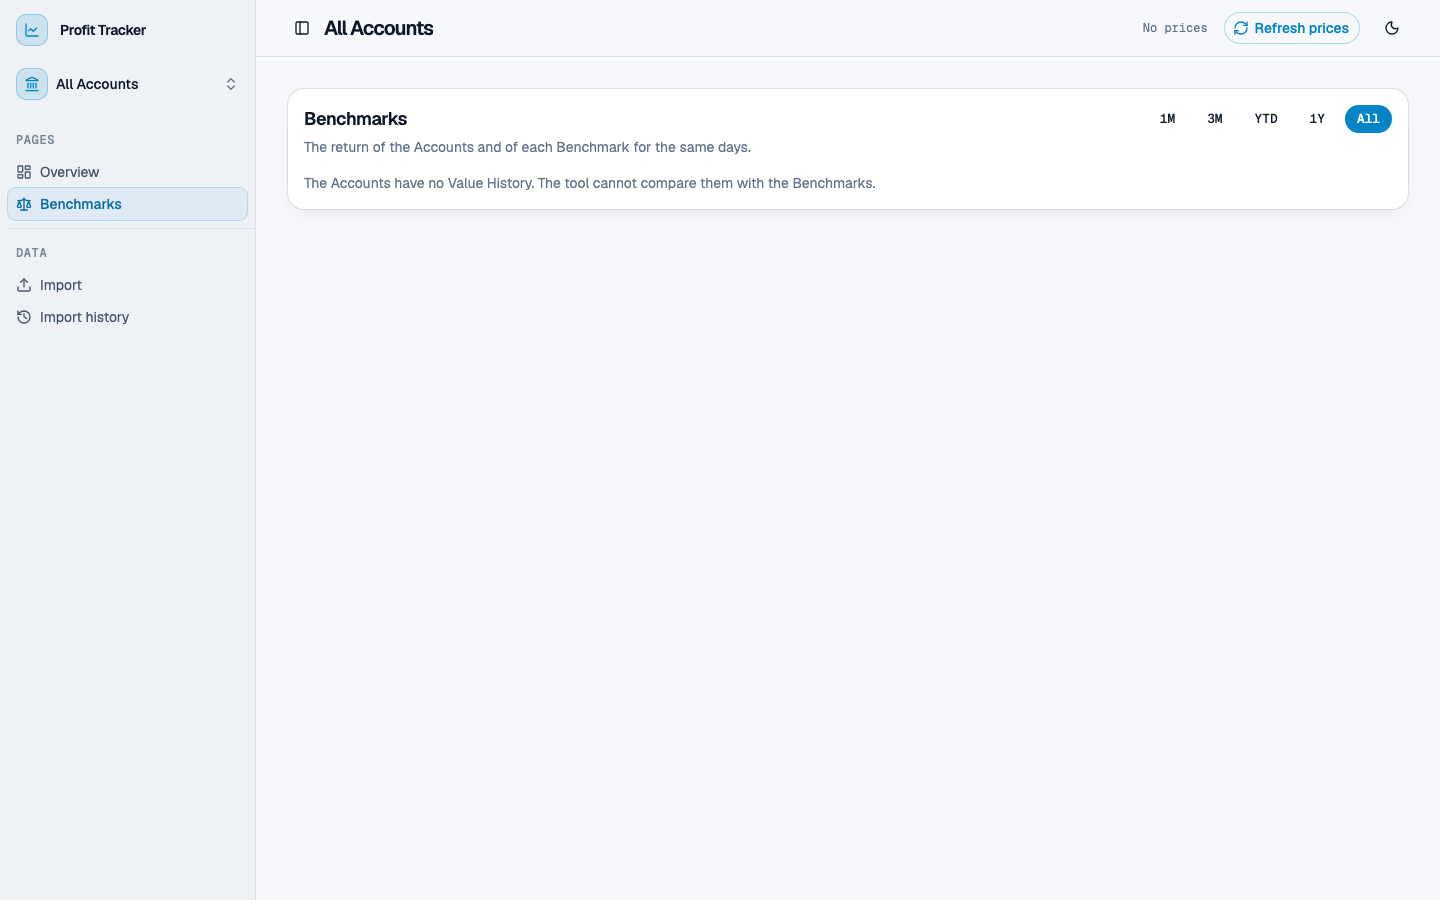 Profit Tracker
All Accounts
PAGES
Overview
Benchmarks
DATA
Import
Import history
All Accounts
No prices
Refresh prices
Benchmarks
1M
3M
YTD
1Y
All
The return of the Accounts and of each Benchmark for the same days.
The Accounts have no Value History. The tool cannot compare them with the Benchmarks.